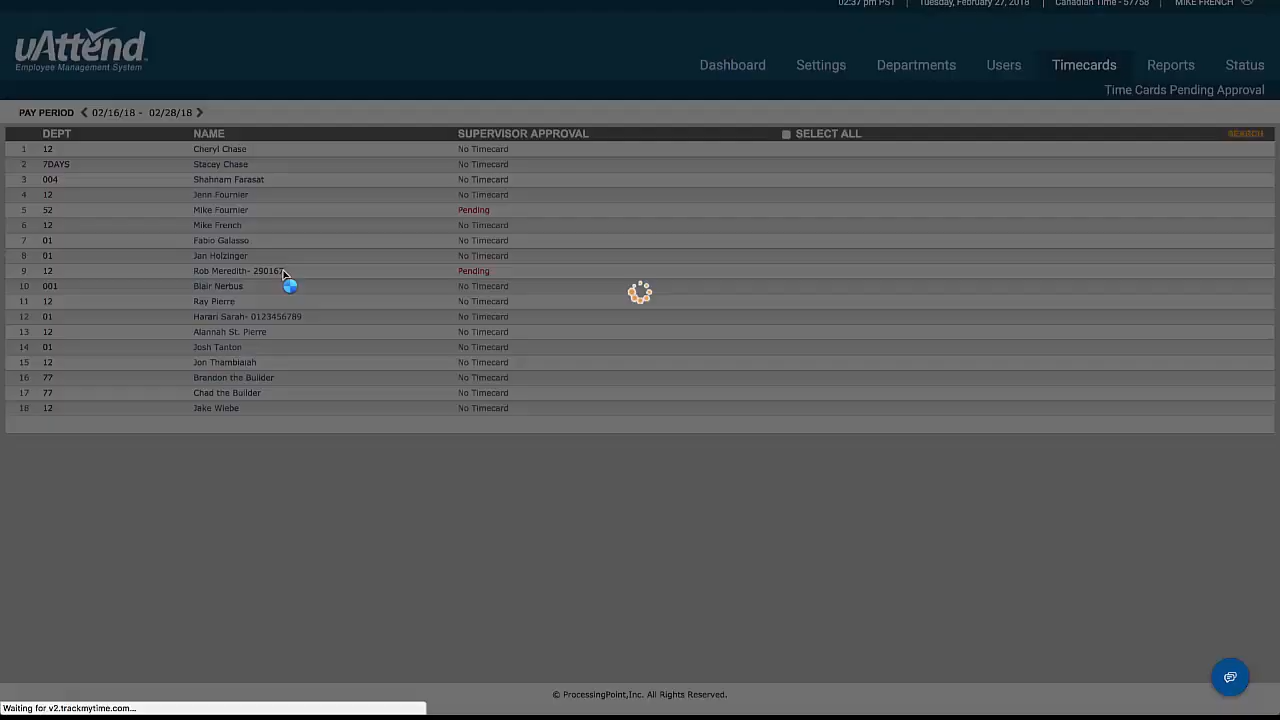 02:37 pm PST | Tuesday, February 27, 2018 | Canadian Time - 57758 | MIKE FRENCH
uAttend
Employee Management System
Dashboard Settings Departments Users Timecards Reports Status
Time Cards Pending Approval
PAY PERIOD 02/16/18 - 02/28/18
DEPT NAME SUPERVISOR APPROVAL SELECT ALL SEARCH
1 12 Cheryl Chase No Timecard
2 7DAYS Stacey Chase No Timecard
3 004 Shahnam Farasat No Timecard
4 12 Jenn Fournier No Timecard
5 52 Mike Fournier Pending
6 12 Mike French No Timecard
7 01 Fabio Galasso No Timecard
8 01 Jan Holzinger No Timecard
9 12 Rob Meredith- Pending
10 001 Blair Nerbus No Timecard
11 12 Ray Pierre No Timecard
12 01 Harari Sarah- 0123456789 No Timecard
13 12 Alannah St. Pierre No Timecard
14 01 Josh Tanton No Timecard
15 12 Jon Thambiaiah No Timecard
16 77 Brandon the Builder No Timecard
17 77 Chad the Builder No Timecard
18 12 Jake Wiebe No Timecard
© ProcessingPoint,Inc. All Rights Reserved.
Waiting for v2.trackmytime.com...